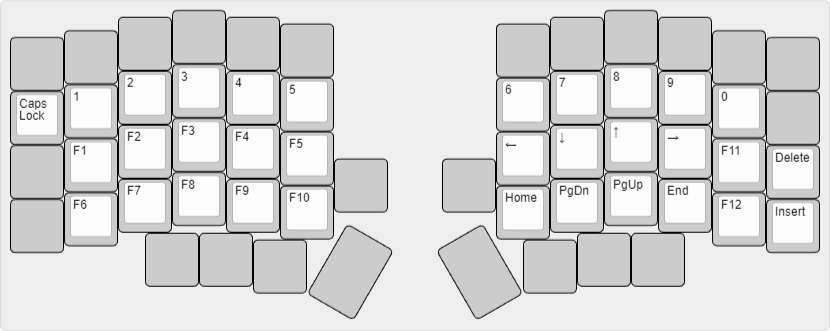 Caps
Lock
1
2
3
4
5
6
7
8
9
0
F1
F2
F3
F4
F5
←
↓
↑
→
F11
Delete
F6
F7
F8
F9
F10
Home
PgDn
PgUp
End
F12
Insert